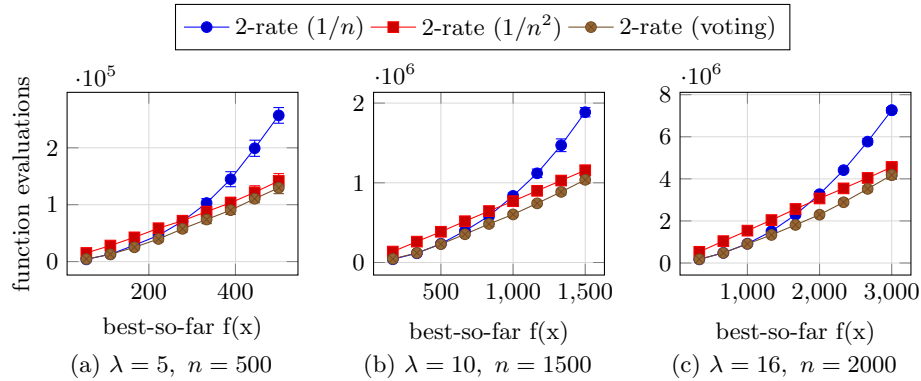 2-rate (1/n) 2-rate (1/n²) 2-rate (voting)
·10⁵ ·10⁶ ·10⁶
function evaluations
2
1
0
200 400
best-so-far f(x)
(a) λ = 5, n = 500
2
1
0
500 1,000 1,500
best-so-far f(x)
(b) λ = 10, n = 1500
8
6
4
2
0
1,000 2,000 3,000
best-so-far f(x)
(c) λ = 16, n = 2000